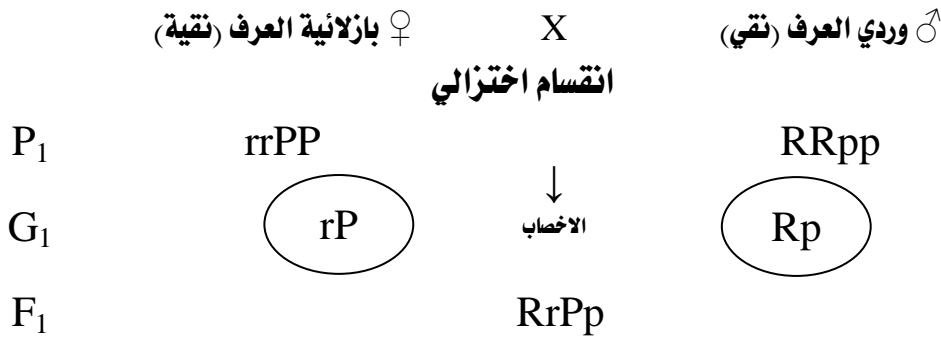 ♂ وردي العرف (نقي) X ♀ بازلائية العرف (نقية)
انقسام اختزالي
P₁ rrPP RRpp
↓
G₁ rP الاخصاب Rp
F₁ RrPp